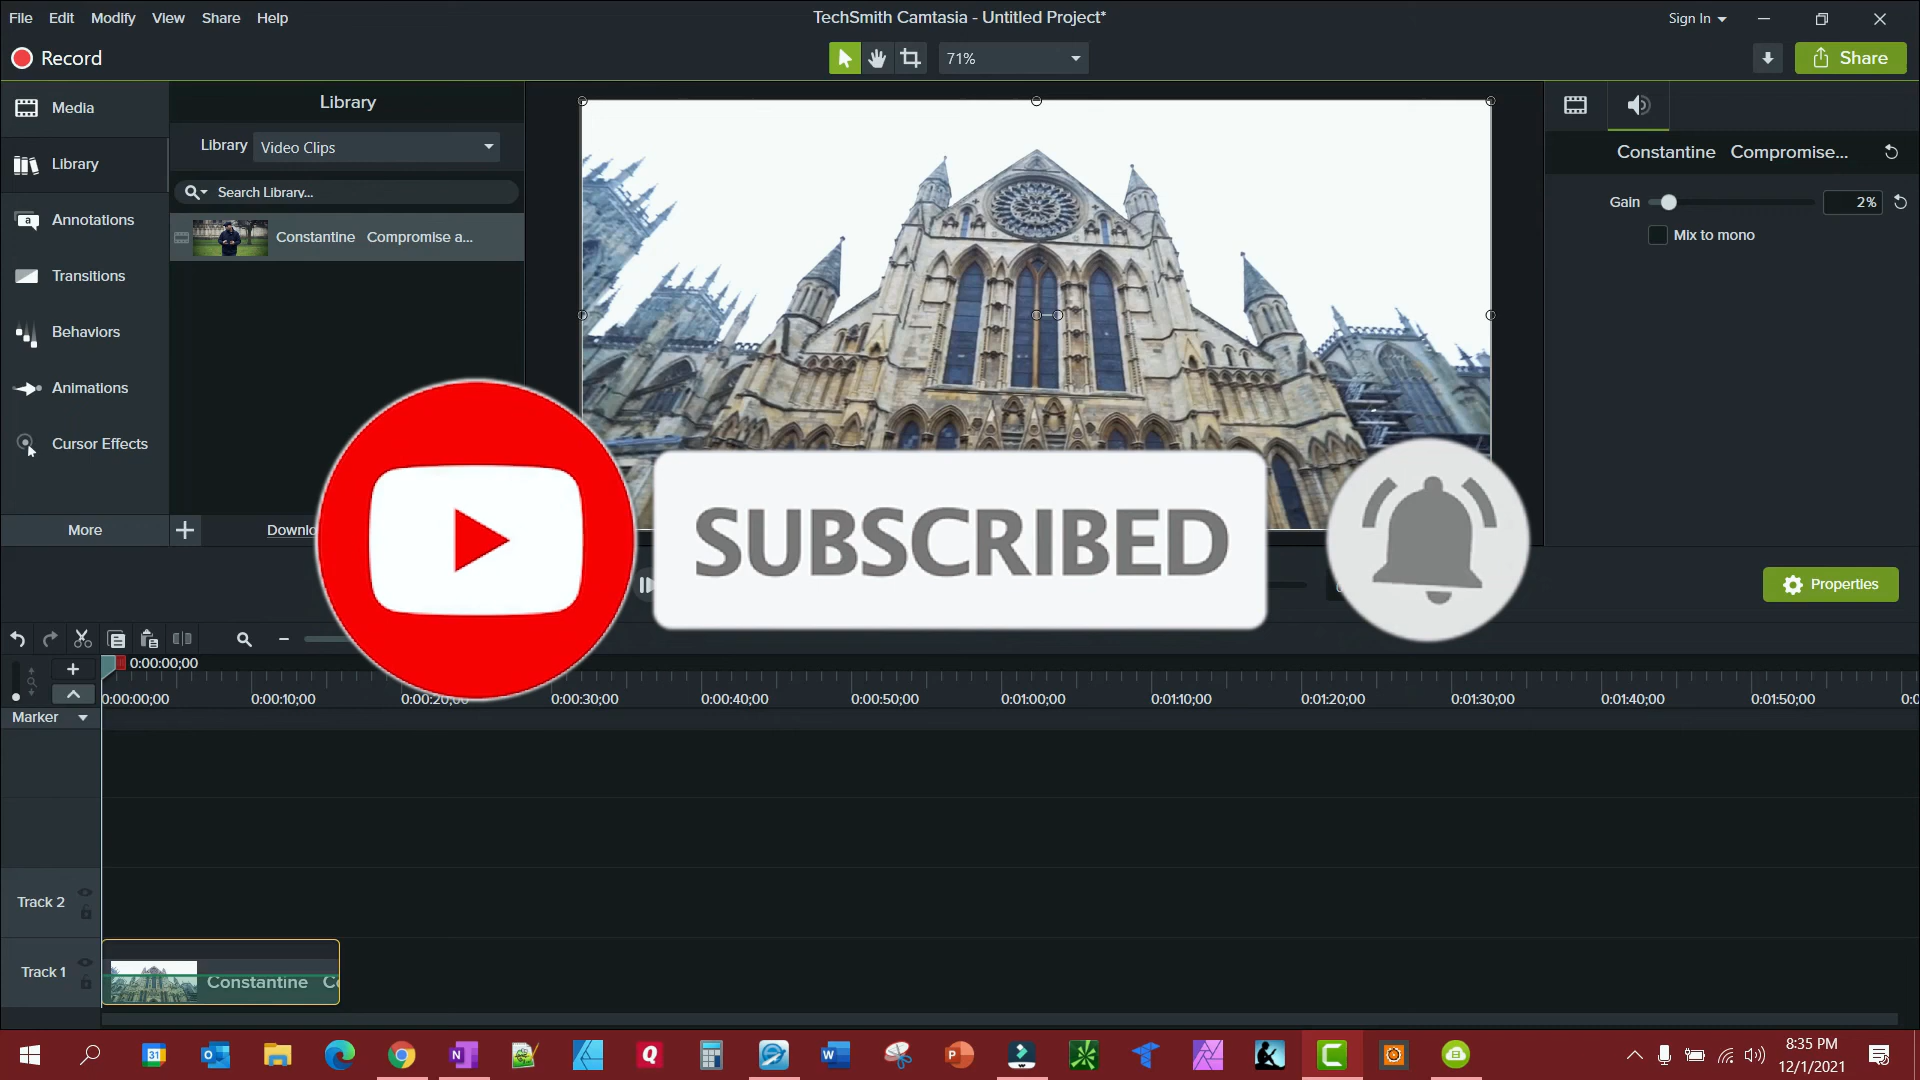 File Edit Modify View Share Help
TechSmith Camtasia - Untitled Project*
Sign In
Record
71%
Share
Media
Library
Annotations
Transitions
Behaviors
Animations
Cursor Effects
More
Library
Library Video Clips
Search Library...
Constantine Compromise a...
Constantine Compromise...
Gain 2%
Mix to mono
SUBSCRIBED
Properties
0:00:00;00
0:00:00;00 0:00:10;00 0:00:20;00 0:00:30;00 0:00:40;00 0:00:50;00 0:01:00;00 0:01:10;00 0:01:20;00 0:01:30;00 0:01:40;00 0:01:50;00
Marker
Track 2
Track 1
Constantine
8:35 PM
12/1/2021